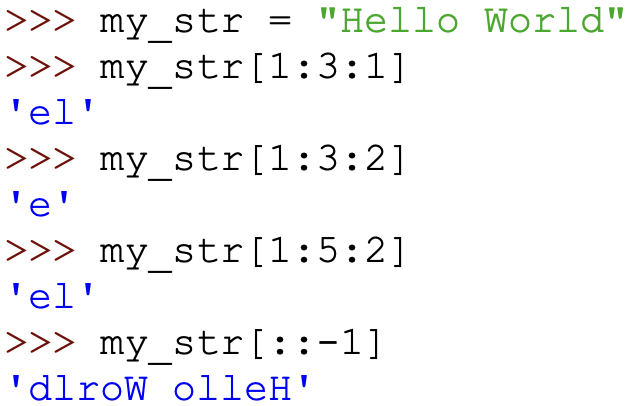 >>> my_str = "Hello World"
>>> my_str[1:3:1]
'el'
>>> my_str[1:3:2]
'e'
>>> my_str[1:5:2]
'el'
>>> my_str[::-1]
'dlroW olleH'